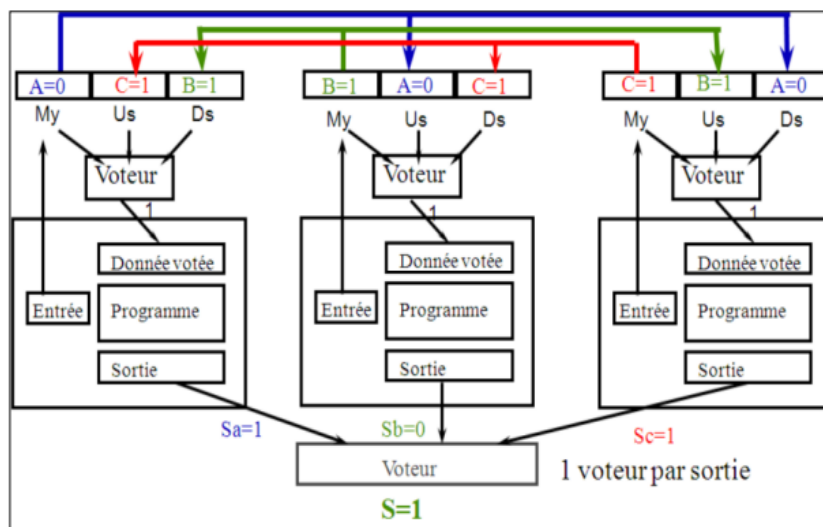 A=0 C=1 B=1 B=1 A=0 C=1 C=1 B=1 A=0
My Us Ds My Us Ds My Us Ds
Voteur Voteur Voteur
1 1 1
Donnée votée Donnée votée Donnée votée
Entrée Programme Entrée Programme Entrée Programme
Sortie Sortie Sortie
Sa=1 Sb=0 Sc=1
Voteur 1 voteur par sortie
S=1